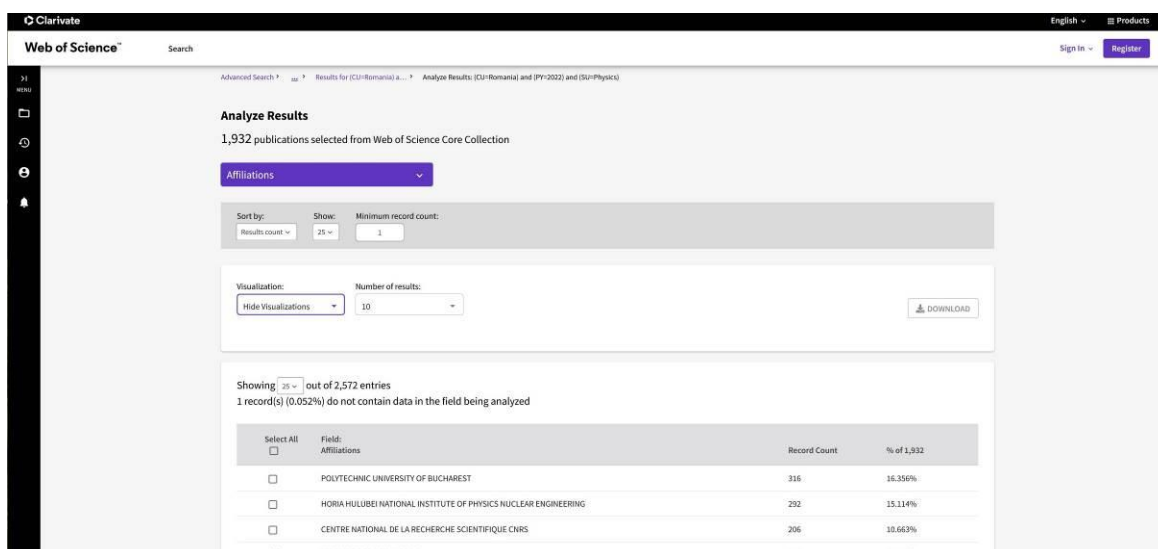 Clarivate
English
Products
Web of Science™
Search
Sign In
Register
MENU
Advanced Search
Results for (CU=Romania) a...
Analyze Results: (CU=Romania) and (PY=2022) and (SU=Physics)
Analyze Results
1,932 publications selected from Web of Science Core Collection
Affiliations
Sort by: Show: Minimum record count:
Results count 25 1
Visualization: Number of results:
Hide Visualizations 10
DOWNLOAD
Showing 25 out of 2,572 entries
1 record(s) (0.052%) do not contain data in the field being analyzed
Select All Field: Affiliations Record Count % of 1,932
POLYTECHNIC UNIVERSITY OF BUCHAREST 316 16.356%
HORIA HULUBEI NATIONAL INSTITUTE OF PHYSICS NUCLEAR ENGINEERING 292 15.114%
CENTRE NATIONAL DE LA RECHERCHE SCIENTIFIQUE CNRS 206 10.663%